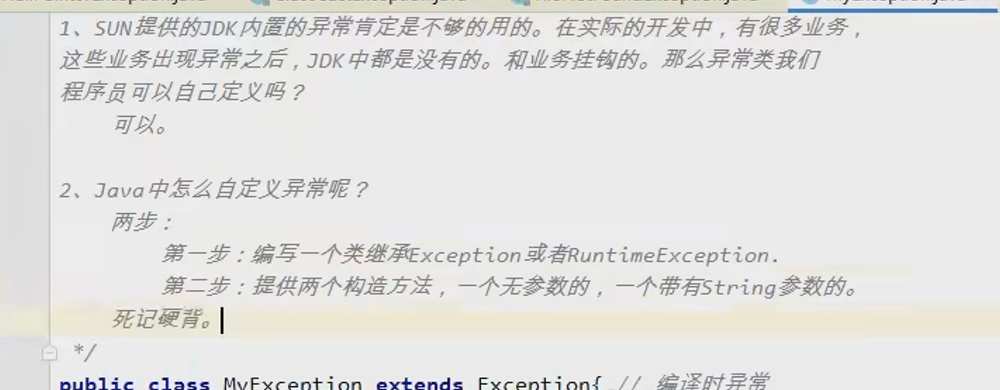 1、SUN提供的JDK内置的异常肯定是不够的用的。在实际的开发中，有很多业务，
这些业务出现异常之后，JDK中都是没有的。和业务挂钩的。那么异常类我们
程序员可以自己定义吗？
可以。
2、Java中怎么自定义异常呢？
两步：
第一步：编写一个类继承Exception或者RuntimeException.
第二步：提供两个构造方法，一个无参数的，一个带有String参数的。
死记硬背。
*/
public class MyException extends Exception{ // 编译时异常